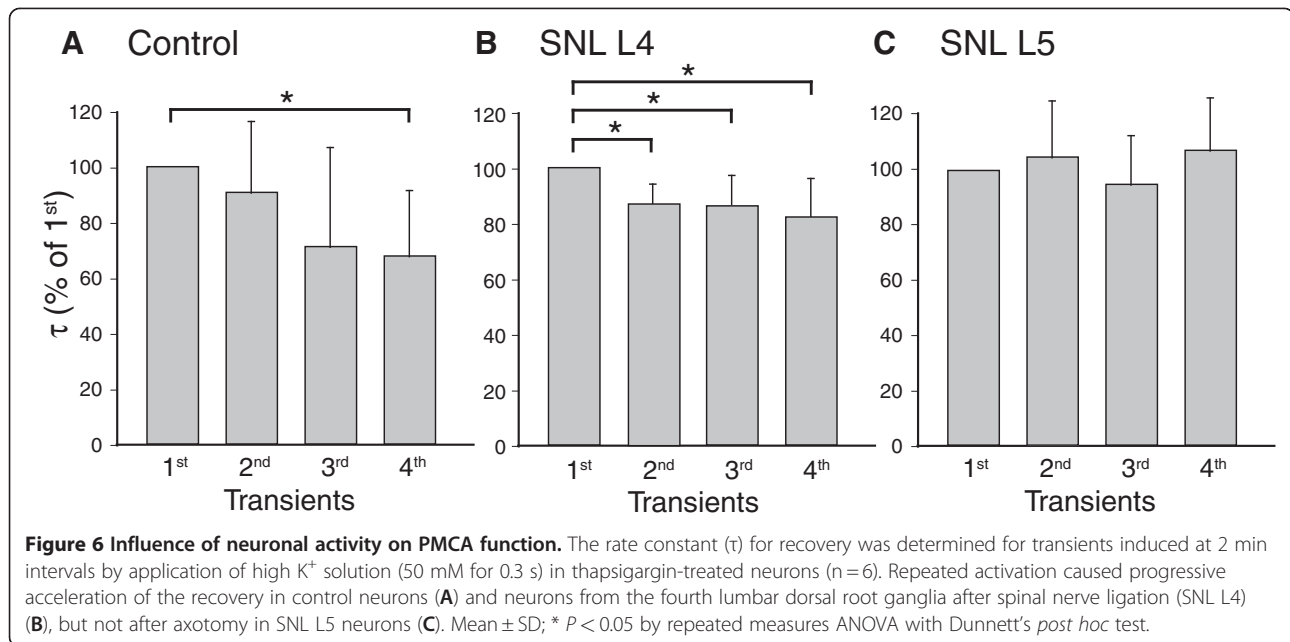 A Control
B SNL L4
C SNL L5
*
*
*
*
τ (% of 1st)
120
100
80
60
40
20
0
1st 2nd 3rd 4th
Transients
120
100
80
60
40
20
0
1st 2nd 3rd 4th
Transients
120
100
80
60
40
20
0
1st 2nd 3rd 4th
Transients
Figure 6 Influence of neuronal activity on PMCA function. The rate constant (τ) for recovery was determined for transients induced at 2 min
intervals by application of high K+ solution (50 mM for 0.3 s) in thapsigargin-treated neurons (n = 6). Repeated activation caused progressive
acceleration of the recovery in control neurons (A) and neurons from the fourth lumbar dorsal root ganglia after spinal nerve ligation (SNL L4)
(B), but not after axotomy in SNL L5 neurons (C). Mean ± SD; * P < 0.05 by repeated measures ANOVA with Dunnett's post hoc test.